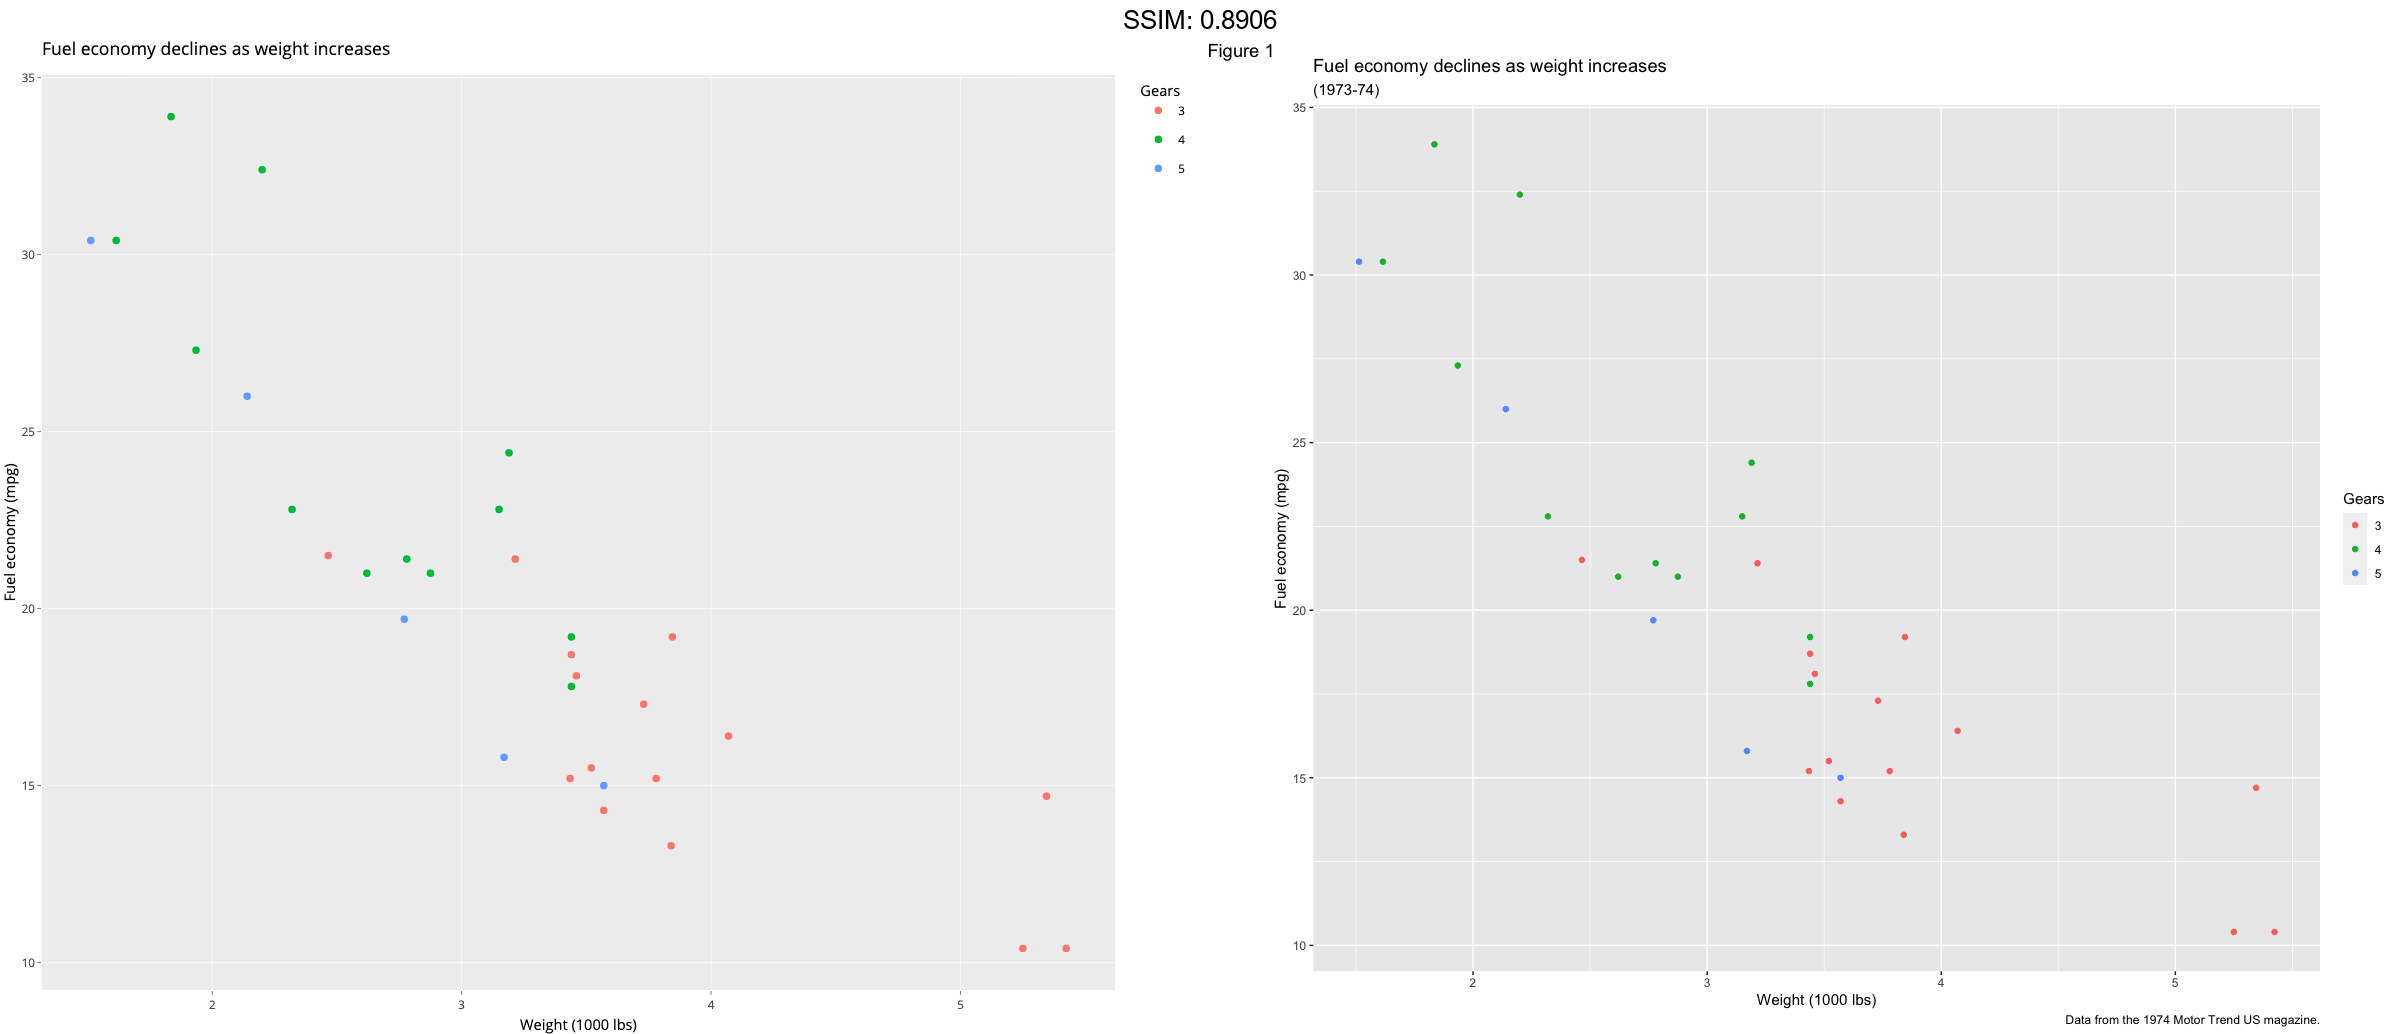 SSIM: 0.8906
Fuel economy declines as weight increases
Gears
3
4
5
Fuel economy (mpg)
35
30
25
20
15
10
2
3
4
5
Weight (1000 lbs)
Figure 1
Fuel economy declines as weight increases
(1973-74)
Fuel economy (mpg)
35
30
25
20
15
10
2
3
4
5
Weight (1000 lbs)
Gears
3
4
5
Data from the 1974 Motor Trend US magazine.